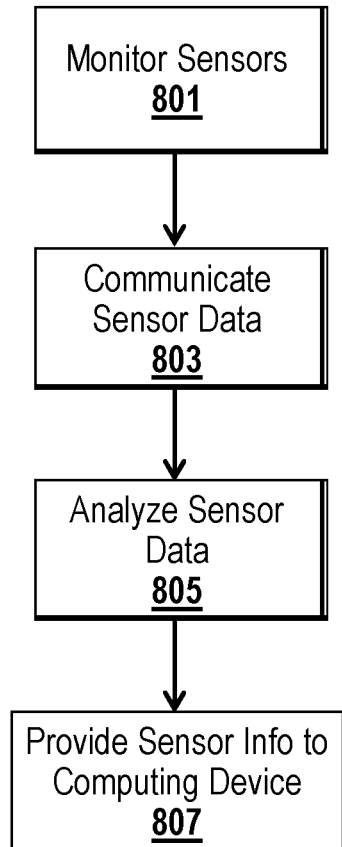 Monitor Sensors
801
Communicate
Sensor Data
803
Analyze Sensor
Data
805
Provide Sensor Info to
Computing Device
807